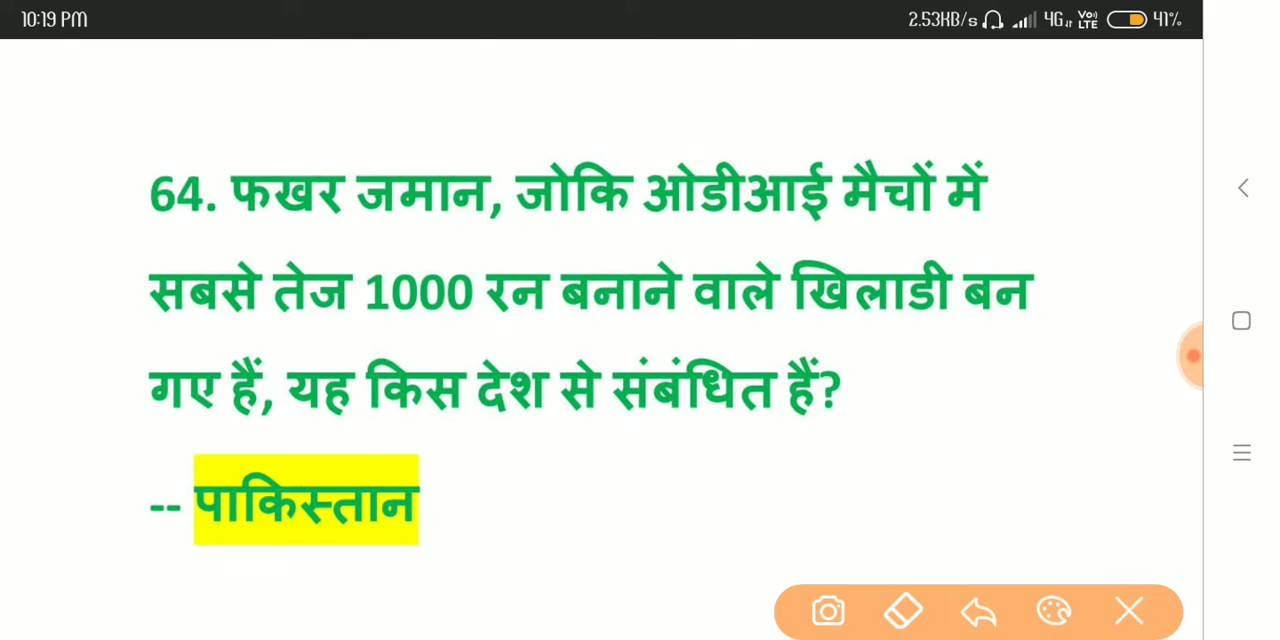 10:19 PM 2.53KB/s 4G VoLTE 41%
64. फखर जमान, जोकि ओडीआई मैचों में
सबसे तेज 1000 रन बनाने वाले खिलाडी बन
गए हैं, यह किस देश से संबंधित हैं?
-- पाकिस्तान